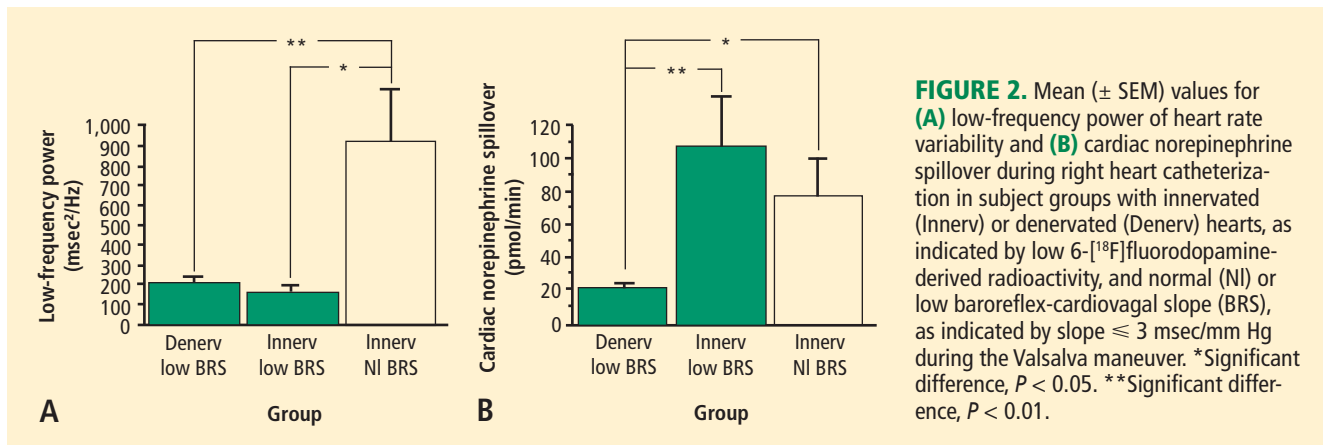 **
*
Low-frequency power
(msec²/Hz)
1,000
900
800
700
600
500
400
300
200
100
0
Denerv
low BRS
Innerv
low BRS
Innerv
Nl BRS
A
Group
*
**
Cardiac norepinephrine spillover
(pmol/min)
120
100
80
60
40
20
0
Denerv
low BRS
Innerv
low BRS
Innerv
Nl BRS
B
Group
FIGURE 2. Mean (± SEM) values for
(A) low-frequency power of heart rate
variability and (B) cardiac norepinephrine
spillover during right heart catheteriza-
tion in subject groups with innervated
(Innerv) or denervated (Denerv) hearts, as
indicated by low 6-[¹⁸F]fluorodopamine-
derived radioactivity, and normal (Nl) or
low baroreflex-cardiovagal slope (BRS),
as indicated by slope ⩽ 3 msec/mm Hg
during the Valsalva maneuver. *Significant
difference, P < 0.05. **Significant differ-
ence, P < 0.01.